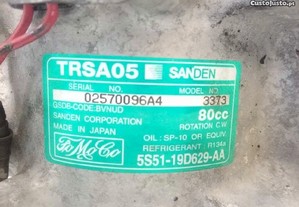 CustoJusto.pt
TRSA05 SANDEN
SERIAL NO. MODEL NO.
02570096A4 3373
GSDB-CODE:BVNUD 80cc
SANDEN CORPORATION ROTATION C.W.
MADE IN JAPAN OIL : SP-10 OR EQUID
REFRIGERANT R134a
FoMoCo 5S51-19D629-AA